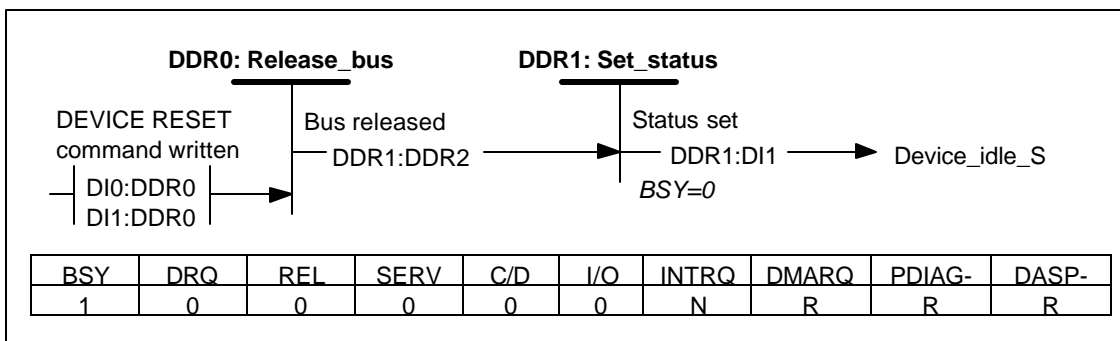 DDR0: Release_bus
DDR1: Set_status
DEVICE RESET
command written
DI0:DDR0
DI1:DDR0
Bus released
DDR1:DDR2
Status set
DDR1:DI1
Device_idle_S
BSY=0
BSY DRQ REL SERV C/D I/O INTRQ DMARQ PDIAG- DASP-
1 0 0 0 0 0 N R R R